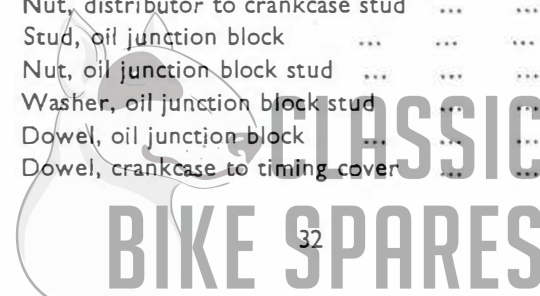 Nut, distributor to crankcase stud ... ...
Stud, oil junction block ... ... ...
Nut, oil junction block stud ... ... ...
Washer, oil junction block stud ... ...
Dowel, oil junction block ... ... ...
Dowel, crankcase to timing cover ... ...
CLASSIC
32
BIKE SPARES